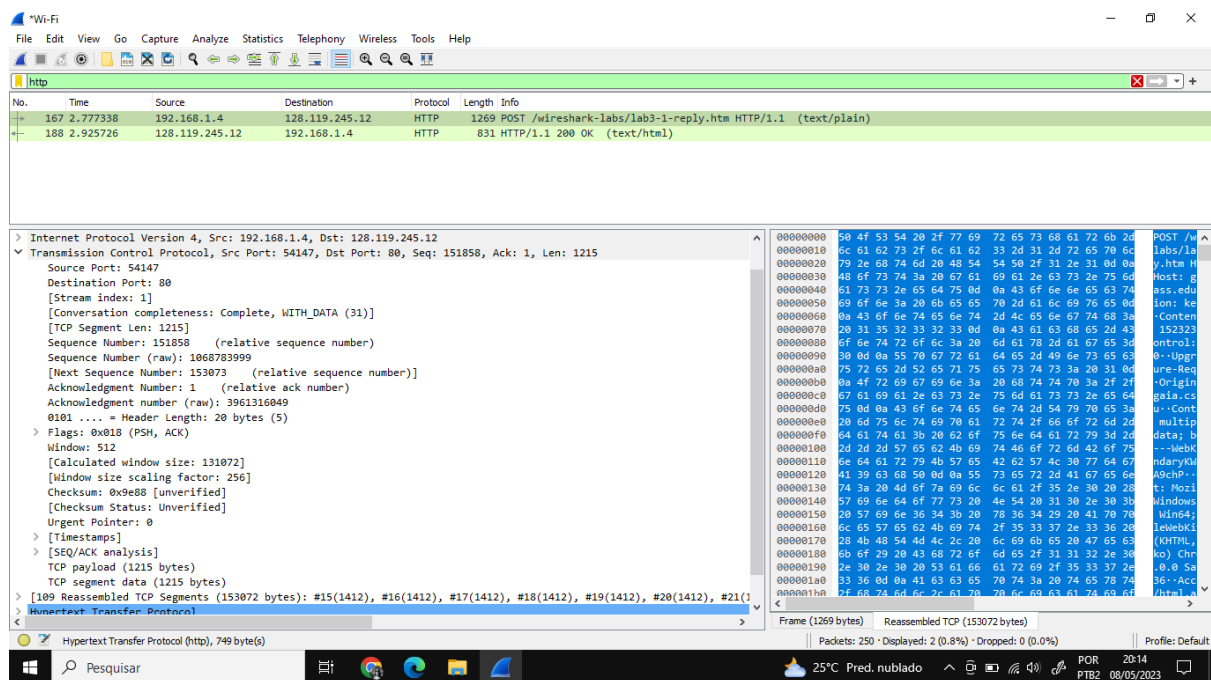 *Wi-Fi
File Edit View Go Capture Analyze Statistics Telephony Wireless Tools Help
http
No. Time Source Destination Protocol Length Info
167 2.777338 192.168.1.4 128.119.245.12 HTTP 1269 POST /wireshark-labs/lab3-1-reply.htm HTTP/1.1 (text/plain)
188 2.925726 128.119.245.12 192.168.1.4 HTTP 831 HTTP/1.1 200 OK (text/html)
Internet Protocol Version 4, Src: 192.168.1.4, Dst: 128.119.245.12
Transmission Control Protocol, Src Port: 54147, Dst Port: 80, Seq: 151858, Ack: 1, Len: 1215
Source Port: 54147
Destination Port: 80
[Stream index: 1]
[Conversation completeness: Complete, WITH_DATA (31)]
[TCP Segment Len: 1215]
Sequence Number: 151858 (relative sequence number)
Sequence Number (raw): 1068783999
[Next Sequence Number: 153073 (relative sequence number)]
Acknowledgment Number: 1 (relative ack number)
Acknowledgment number (raw): 3961316049
0101 .... = Header Length: 20 bytes (5)
Flags: 0x018 (PSH, ACK)
Window: 512
[Calculated window size: 131072]
[Window size scaling factor: 256]
Checksum: 0x9e88 [unverified]
[Checksum Status: Unverified]
Urgent Pointer: 0
[Timestamps]
[SEQ/ACK analysis]
TCP payload (1215 bytes)
TCP segment data (1215 bytes)
[109 Reassembled TCP Segments (153072 bytes): #15(1412), #16(1412), #17(1412), #18(1412), #19(1412), #20(1412), #21(1
Hypertext Transfer Protocol
00000000 50 4f 53 54 20 2f 77 69 72 65 73 68 61 72 6b 2d POST /w
00000010 6c 61 62 73 2f 6c 61 62 33 2d 31 2d 72 65 70 6c labs/la
00000020 79 2e 68 74 6d 20 48 54 54 50 2f 31 2e 31 0d 0a y.htm H
00000030 48 6f 73 74 3a 20 67 61 69 61 2e 63 73 2e 75 6d Host: g
00000040 61 73 73 2e 65 64 75 0d 0a 43 6f 6e 6e 65 63 74 ass.edu
00000050 69 6f 6e 3a 20 6b 65 65 70 2d 61 6c 69 76 65 0d ion: ke
00000060 0a 43 6f 6e 74 65 6e 74 2d 4c 65 6e 67 74 68 3a ·Conten
00000070 20 31 35 32 33 32 33 0d 0a 43 61 63 68 65 2d 43 152323
00000080 6f 6e 74 72 6f 6c 3a 20 6d 61 78 2d 61 67 65 3d ontrol:
00000090 30 0d 0a 55 70 67 72 61 64 65 2d 49 6e 73 65 63 0··Upgr
000000a0 75 72 65 2d 52 65 71 75 65 73 74 73 3a 20 31 0d ure-Req
000000b0 0a 4f 72 69 67 69 6e 3a 20 68 74 74 70 3a 2f 2f ·Origin
000000c0 67 61 69 61 2e 63 73 2e 75 6d 61 73 73 2e 65 64 gaia.cs
000000d0 75 0d 0a 43 6f 6e 74 65 6e 74 2d 54 79 70 65 3a u··Cont
000000e0 20 6d 75 6c 74 69 70 61 72 74 2f 66 6f 72 6d 2d multip
000000f0 64 61 74 61 3b 20 62 6f 75 6e 64 61 72 79 3d 2d data; b
00000100 2d 2d 2d 57 65 62 4b 69 74 46 6f 72 6d 42 6f 75 ---WebK
00000110 6e 64 61 72 79 4b 57 65 42 62 57 4c 30 77 64 67 ndaryKW
00000120 41 39 63 68 50 0d 0a 55 73 65 72 2d 41 67 65 6e A9chP··
00000130 74 3a 20 4d 6f 7a 69 6c 6c 61 2f 35 2e 30 20 28 t: Mozi
00000140 57 69 6e 64 6f 77 73 20 4e 54 20 31 30 2e 30 3b Windows
00000150 20 57 69 6e 36 34 3b 20 78 36 34 29 20 41 70 70 Win64;
00000160 6c 65 57 65 62 4b 69 74 2f 35 33 37 2e 33 36 20 leWebKi
00000170 28 4b 48 54 4d 4c 2c 20 6c 69 6b 65 20 47 65 63 (KHTML,
00000180 6b 6f 29 20 43 68 72 6f 6d 65 2f 31 31 32 2e 30 ko) Chr
00000190 2e 30 2e 30 20 53 61 66 61 72 69 2f 35 33 37 2e .0.0 Sa
000001a0 33 36 0d 0a 41 63 63 65 70 74 3a 20 74 65 78 74 36··Acc
000001b0 2f 68 74 6d 6c 2c 61 70 70 6c 69 63 61 74 69 6f /html,a
Frame (1269 bytes) Reassembled TCP (153072 bytes)
Hypertext Transfer Protocol (http), 749 byte(s) Packets: 250 · Displayed: 2 (0.8%) · Dropped: 0 (0.0%) Profile: Default
Pesquisar 25°C Pred. nublado POR 20:14
PTB2 08/05/2023